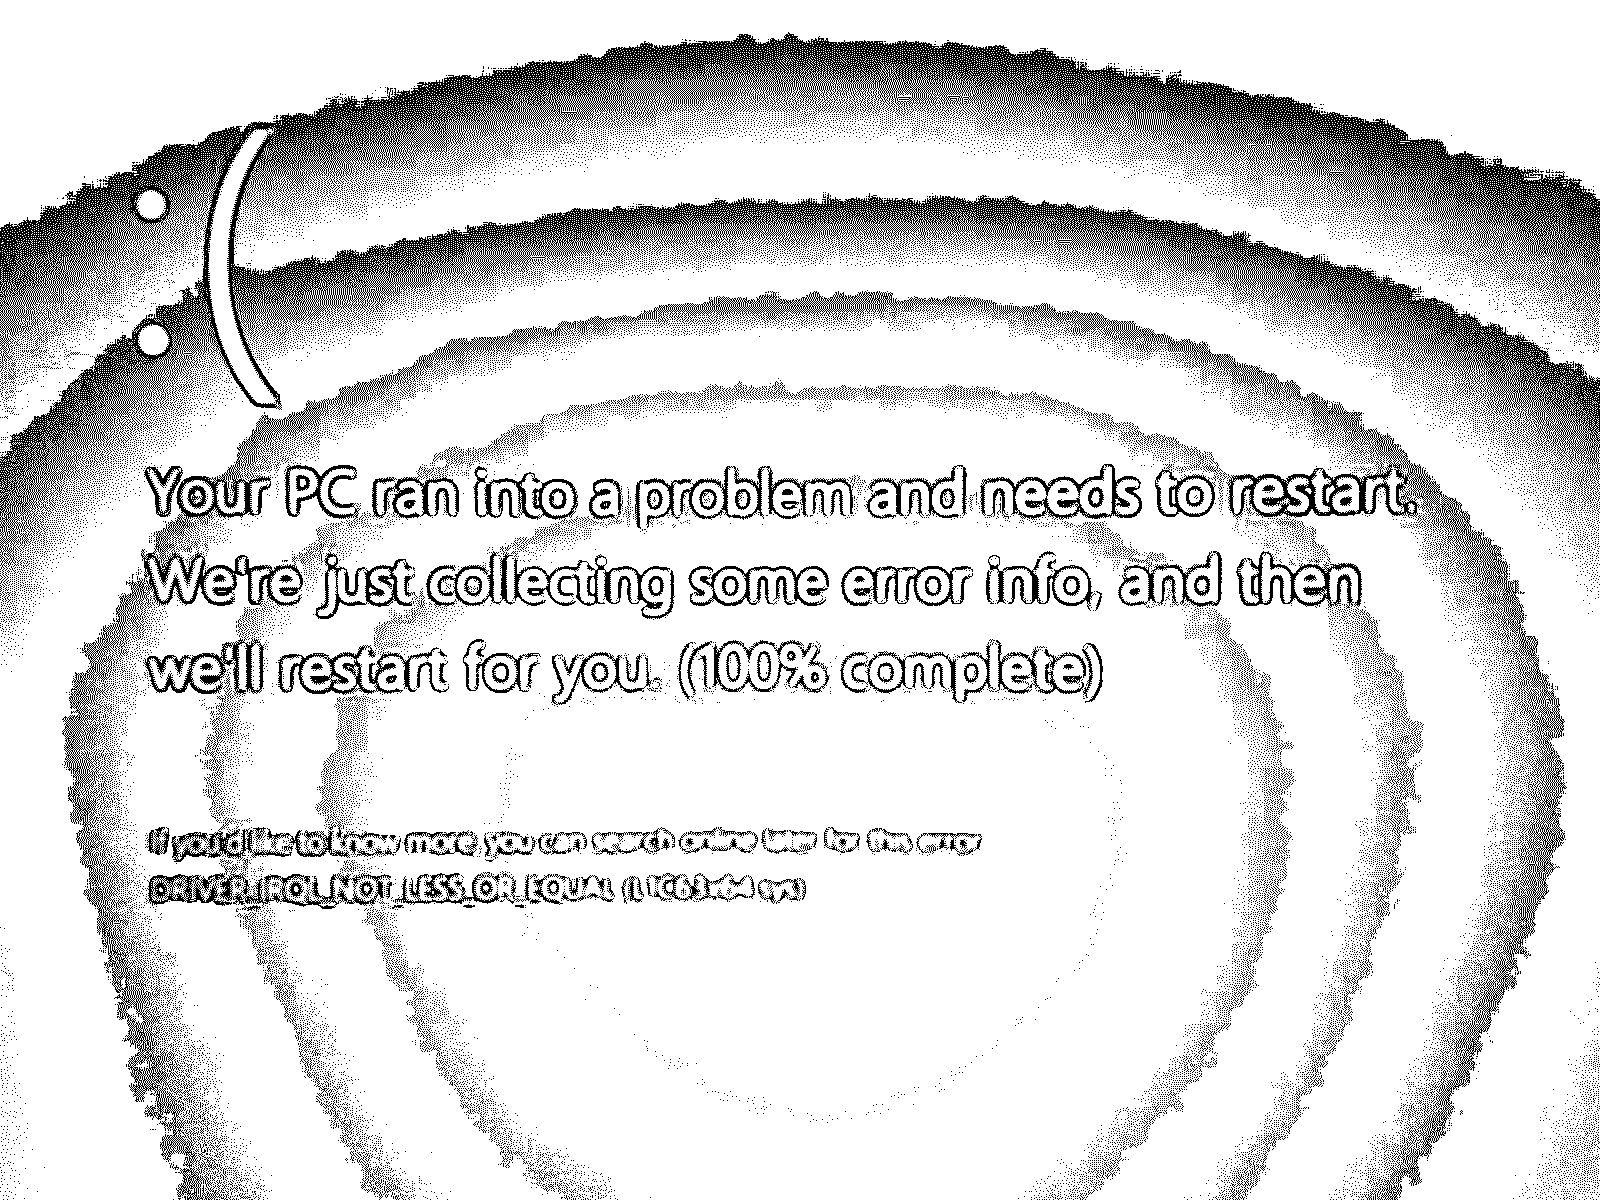 :(
Your PC ran into a problem and needs to restart.
We're just collecting some error info, and then
we'll restart for you. (100% complete)
If you'd like to know more you can search online later for this error
DRIVER_IRQL_NOT_LESS_OR_EQUAL